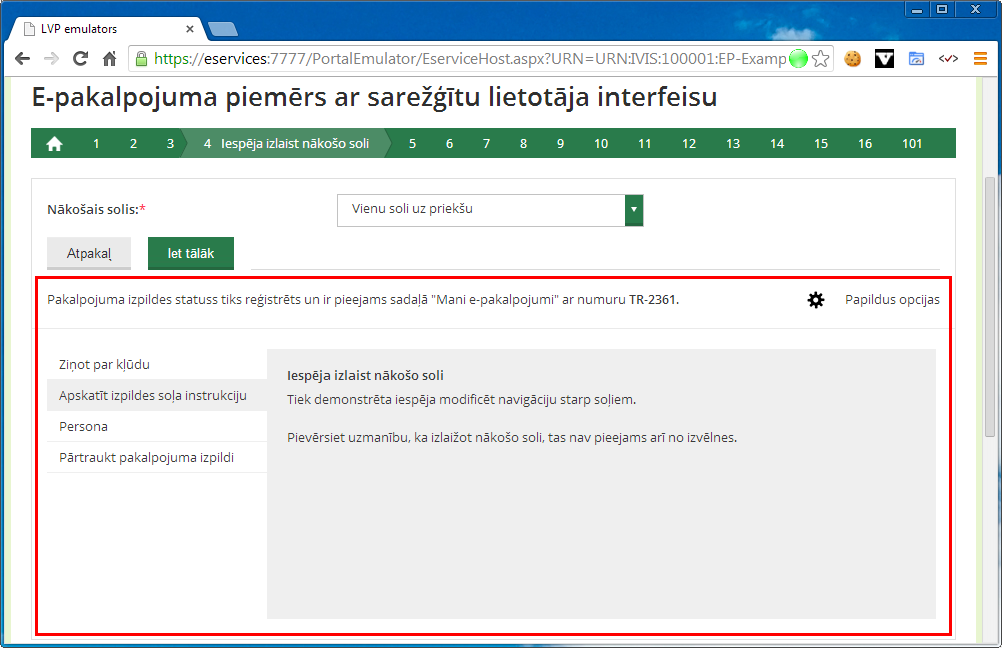 LVP emulators
https://eservices:7777/PortalEmulator/EserviceHost.aspx?URN=URN:IVIS:100001:EP-Examp
E-pakalpojuma piemērs ar sarežģītu lietotāja interfeisu
1 2 3 4 Iespēja izlaist nākošo soli 5 6 7 8 9 10 11 12 13 14 15 16 101
Nākošais solis:* Vienu soli uz priekšu
Atpakaļ Iet tālāk
Pakalpojuma izpildes statuss tiks reģistrēts un ir pieejams sadaļā "Mani e-pakalpojumi" ar numuru TR-2361. Papildus opcijas
Ziņot par kļūdu
Apskatīt izpildes soļa instrukciju
Persona
Pārtraukt pakalpojuma izpildi
Iespēja izlaist nākošo soli
Tiek demonstrēta iespēja modificēt navigāciju starp soļiem.
Pievērsiet uzmanību, ka izlaižot nākošo soli, tas nav pieejams arī no izvēlnes.